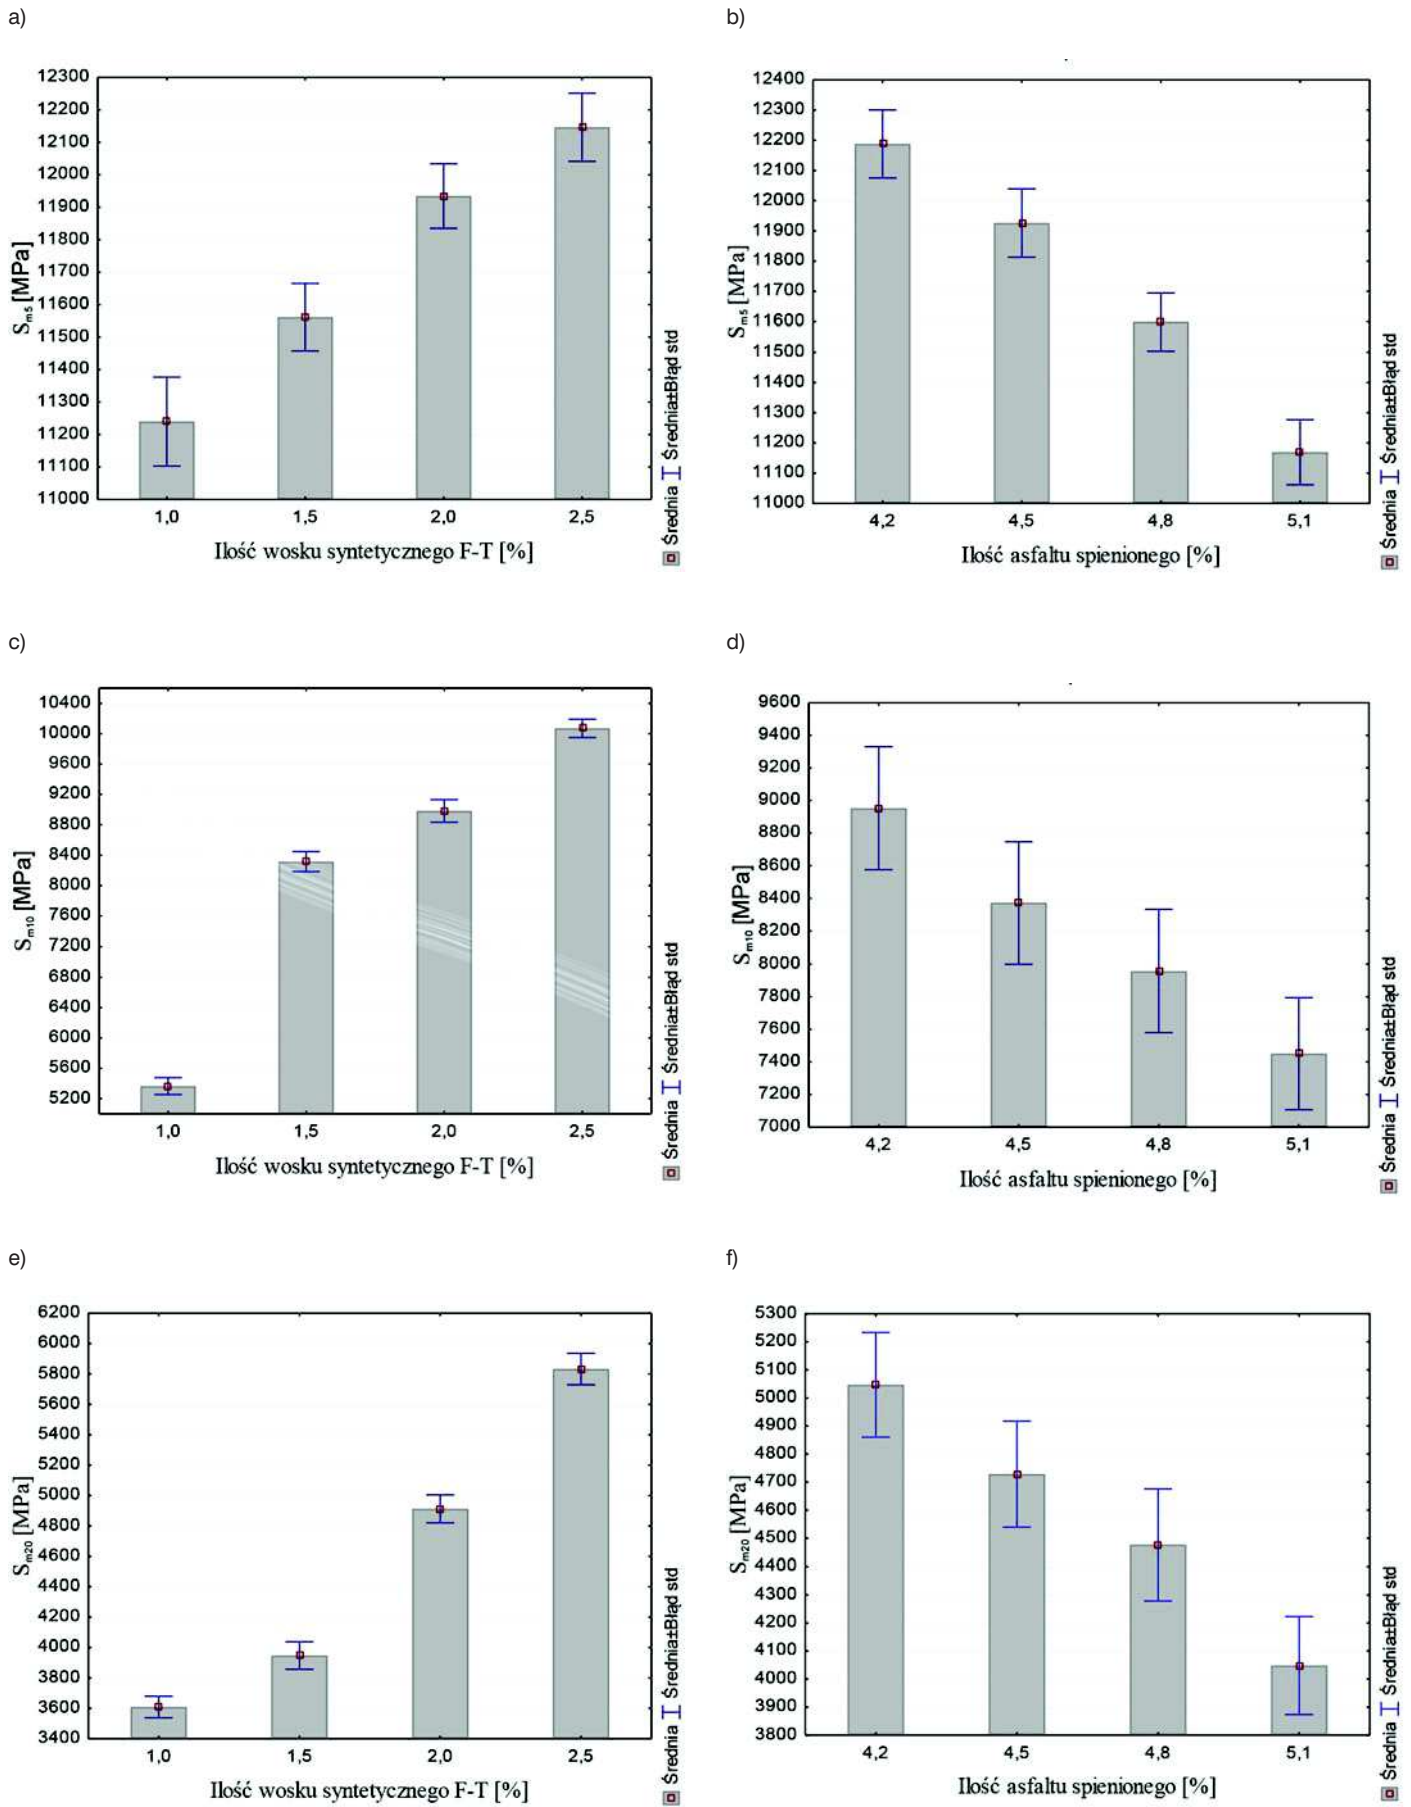 a)
12300
12200
12100
12000
11900
11800
11700
11600
11500
11400
11300
11200
11100
11000
Sm5 [MPa]
1,0 1,5 2,0 2,5
Ilość wosku syntetycznego F-T [%]
Średnia Średnia±Błąd std
b)
12400
12300
12200
12100
12000
11900
11800
11700
11600
11500
11400
11300
11200
11100
11000
Sm5 [MPa]
4,2 4,5 4,8 5,1
Ilość asfaltu spienionego [%]
Średnia Średnia±Błąd std
c)
10400
10000
9600
9200
8800
8400
8000
7600
7200
6800
6400
6000
5600
5200
Sm10 [MPa]
1,0 1,5 2,0 2,5
Ilość wosku syntetycznego F-T [%]
Średnia Średnia±Błąd std
d)
9600
9400
9200
9000
8800
8600
8400
8200
8000
7800
7600
7400
7200
7000
Sm10 [MPa]
4,2 4,5 4,8 5,1
Ilość asfaltu spienionego [%]
Średnia Średnia±Błąd std
e)
6200
6000
5800
5600
5400
5200
5000
4800
4600
4400
4200
4000
3800
3600
3400
Sm20 [MPa]
1,0 1,5 2,0 2,5
Ilość wosku syntetycznego F-T [%]
Średnia Średnia±Błąd std
f)
5300
5200
5100
5000
4900
4800
4700
4600
4500
4400
4300
4200
4100
4000
3900
3800
Sm20 [MPa]
4,2 4,5 4,8 5,1
Ilość asfaltu spienionego [%]
Średnia Średnia±Błąd std